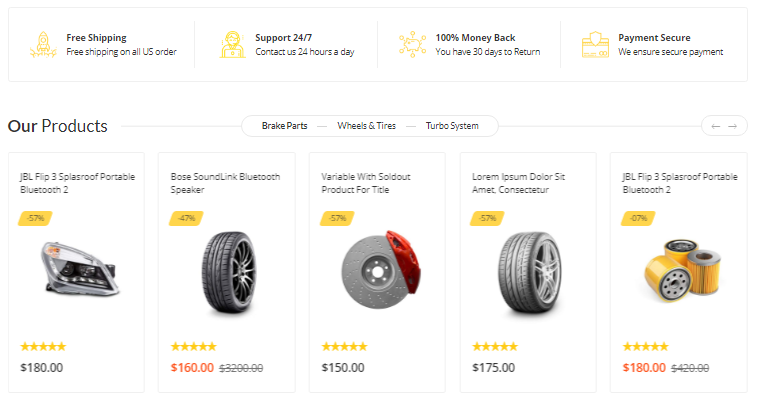 Free Shipping
Free shipping on all US order
Support 24/7
Contact us 24 hours a day
100% Money Back
You have 30 days to Return
Payment Secure
We ensure secure payment
Our Products
Brake Parts — Wheels & Tires — Turbo System
← →
JBL Flip 3 Splasroof Portable
Bluetooth 2
-57%
$180.00
Bose SoundLink Bluetooth
Speaker
-47%
$160.00 $3200.00
Variable With Soldout
Product For Title
-57%
$150.00
Lorem Ipsum Dolor Sit
Amet, Consectetur
-57%
$175.00
JBL Flip 3 Splasroof Portable
Bluetooth 2
-07%
$180.00 $420.00